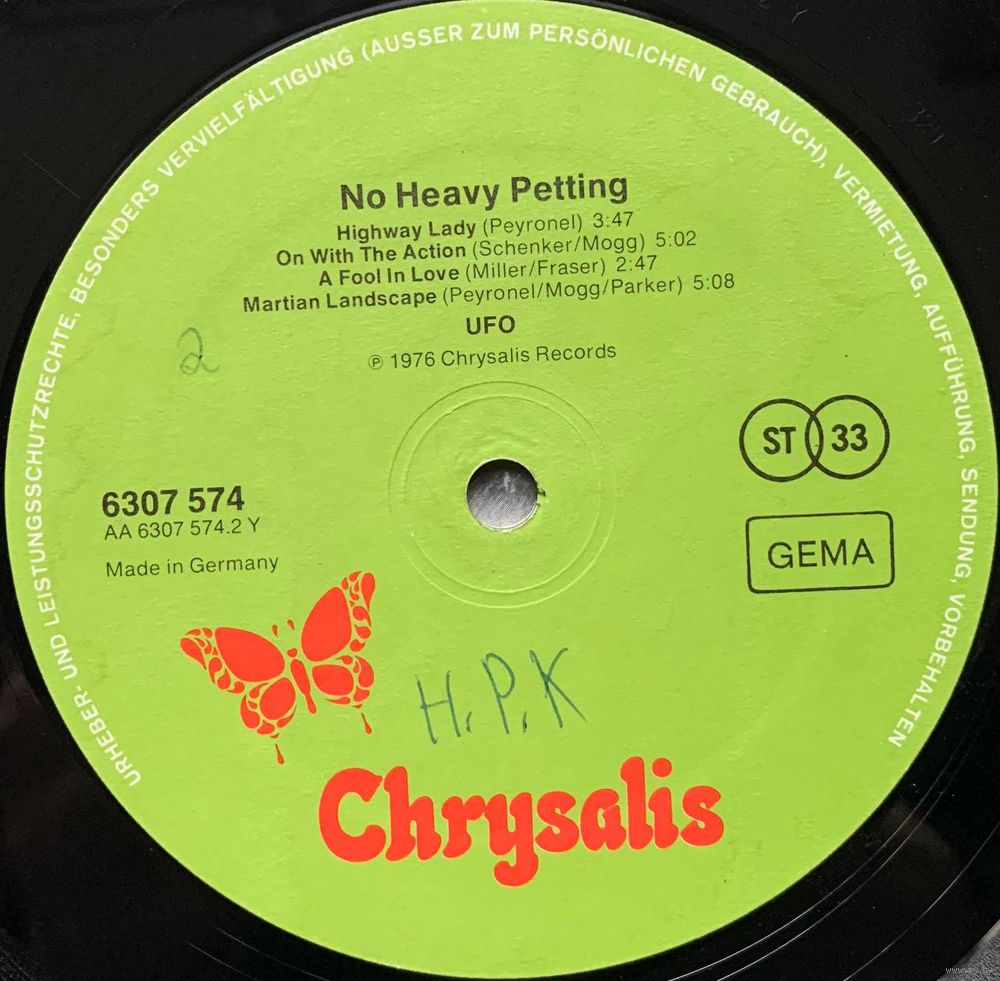 URHEBER- UND LEISTUNGSSCHUTZRECHTE, BESONDERS VERVIELFÄLTIGUNG (AUSSER ZUM PERSÖNLICHEN GEBRAUCH), VERMIETUNG, AUFFÜHRUNG, SENDUNG, VORBEHALTEN
No Heavy Petting
Highway Lady (Peyronel) 3:47
On With The Action (Schenker/Mogg) 5:02
A Fool In Love (Miller/Fraser) 2:47
Martian Landscape (Peyronel/Mogg/Parker) 5:08
UFO
℗ 1976 Chrysalis Records
2
ST 33
6307 574
AA 6307 574.2 Y
Made in Germany
GEMA
H.P.K
Chrysalis